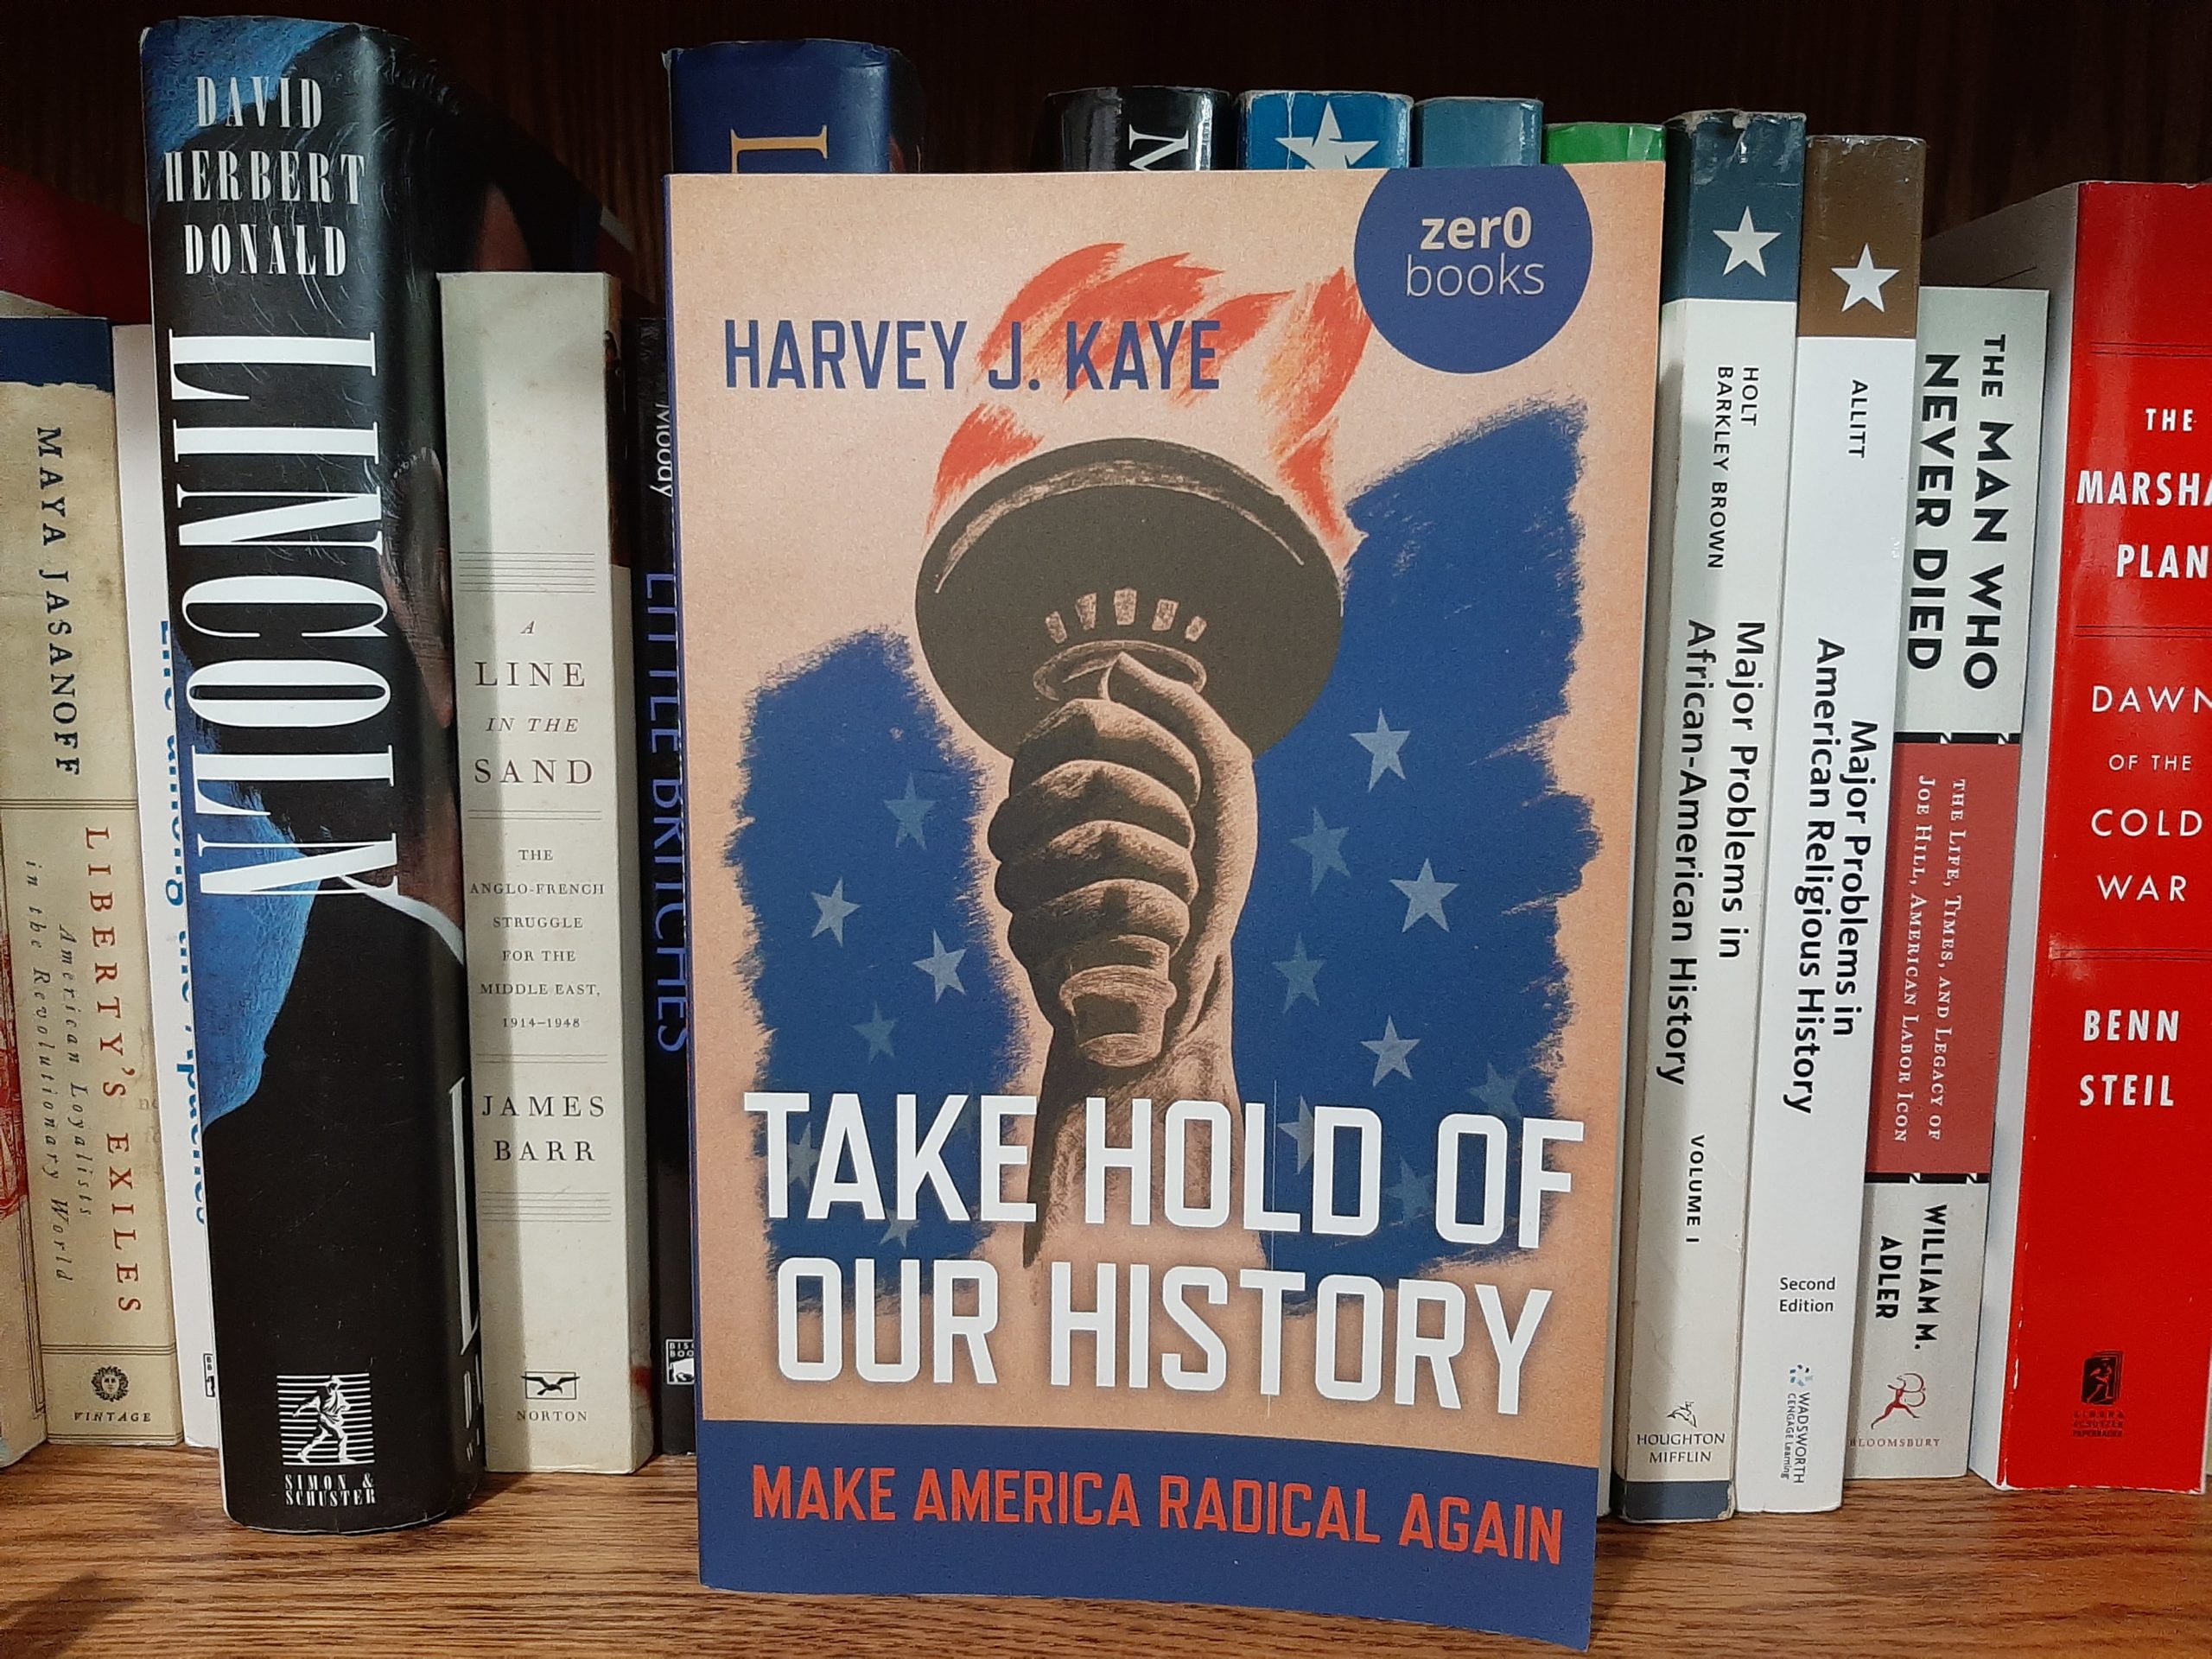 MAYA JASANOFF
LIBERTY'S EXILES
American Loyalists
in the Revolutionary World
VINTAGE
DAVID
HERBERT
DONALD
LINCOLN
SIMON &
SCHUSTER
A
LINE
IN THE
SAND
THE
ANGLO-FRENCH
STRUGGLE
FOR THE
MIDDLE EAST,
1914–1948
JAMES
BARR
NORTON
Moody
LITTLE BRITCHES
L
M
zer0
books
HARVEY J. KAYE
TAKE HOLD OF
OUR HISTORY
MAKE AMERICA RADICAL AGAIN
HOLT
BARKLEY BROWN
Major Problems in
African-American History
VOLUME I
HOUGHTON
MIFFLIN
ALLITT
Major Problems in
American Religious History
Second
Edition
WADSWORTH
CENGAGE Learning
THE MAN WHO
NEVER DIED
THE LIFE, TIMES, AND LEGACY OF
JOE HILL, AMERICAN LABOR ICON
WILLIAM M.
ADLER
BLOOMSBURY
THE
MARSHA
PLAN
DAWN
OF THE
COLD
WAR
BENN
STEIL